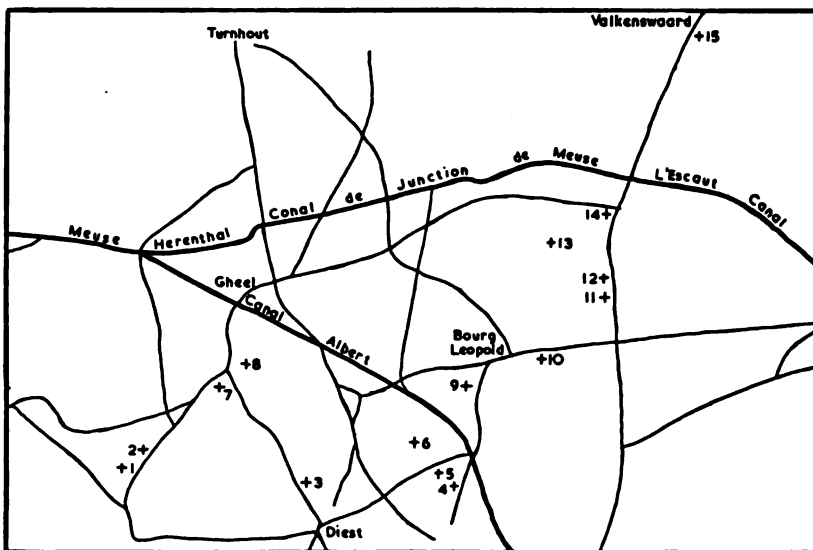 Valkenswaard
+15
Turnhout
Meuse Herenthal Canal de Junction de Meuse L'Escaut Canal
14+
+13
12+
11+
Gheel
Canal Albert
Bourg
Leopold
+10
+8
9+
+7
2+
+1
+6
+3
+5
4+
Diest